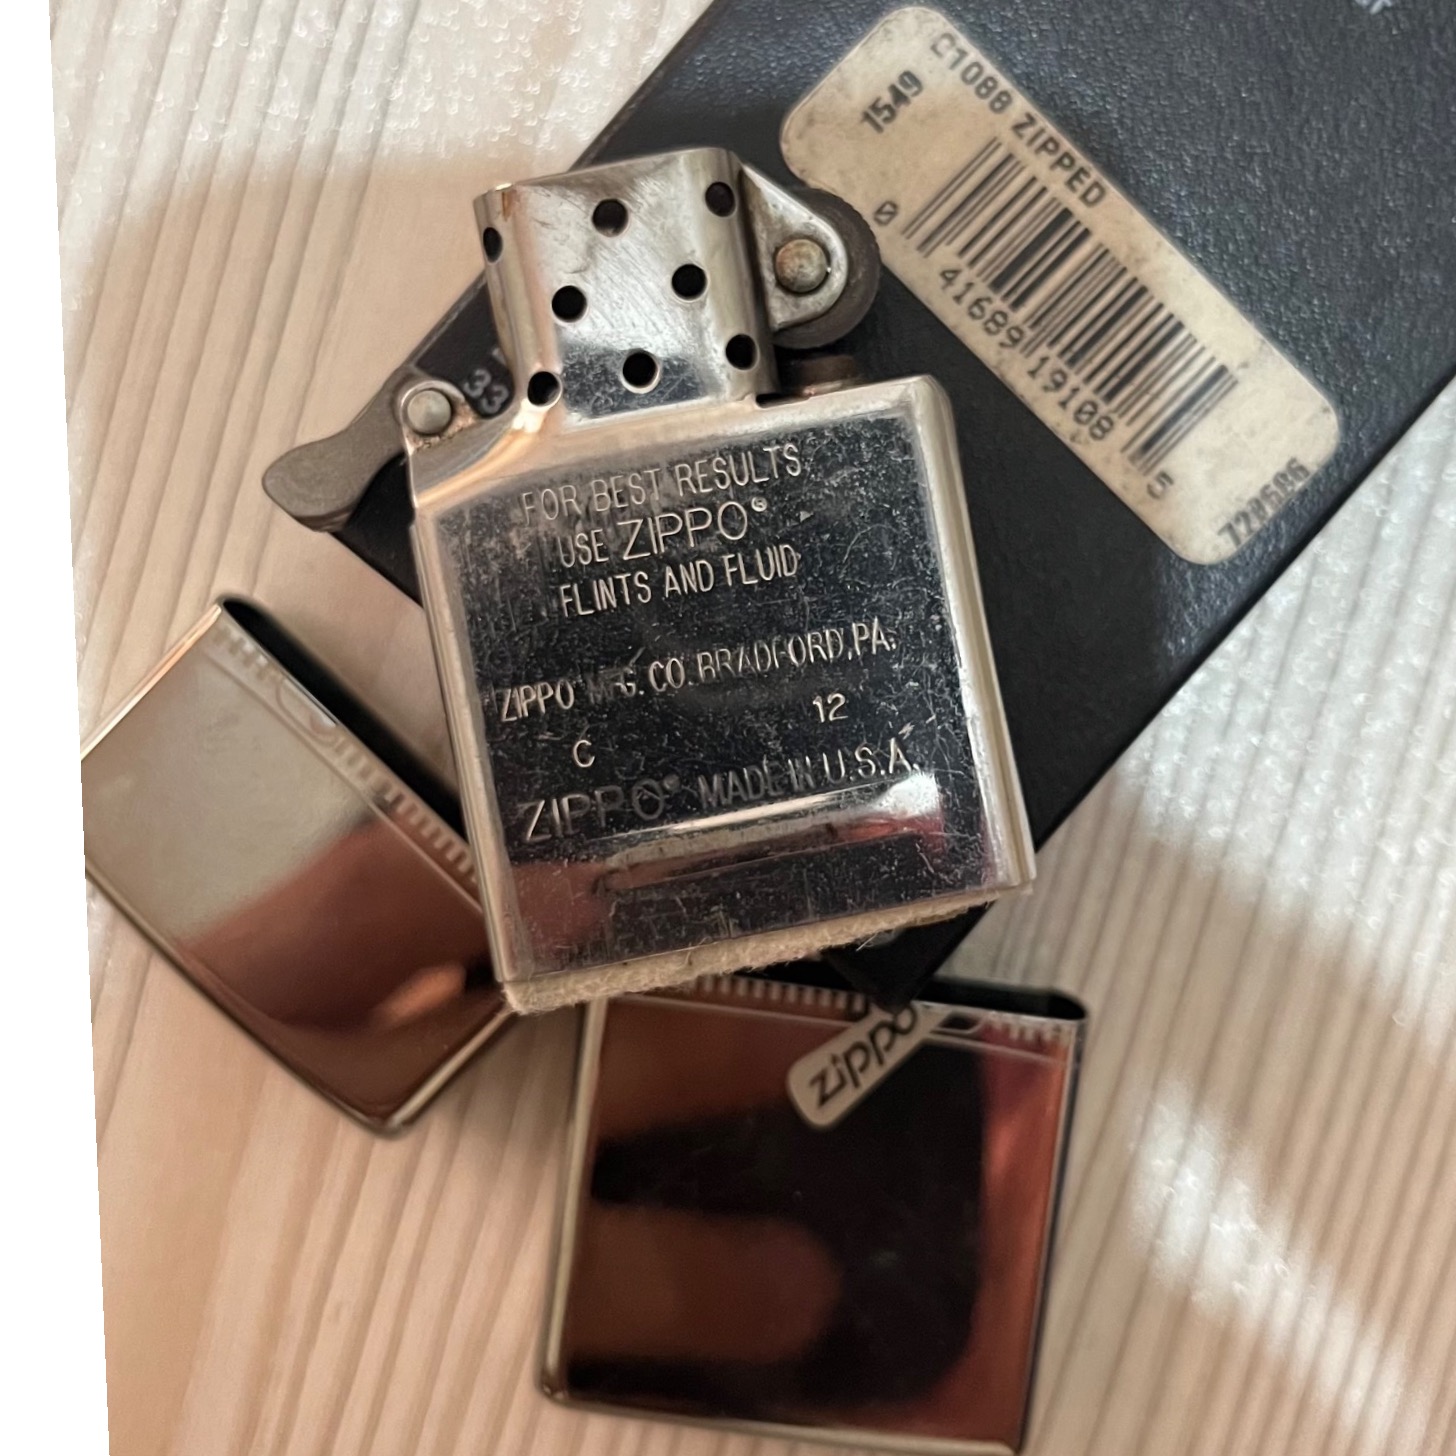 C1088 ZIPPED
1549
0 41689 19108 5
720686
33
FOR BEST RESULTS
USE ZIPPO®
FLINTS AND FLUID
ZIPPO MFG. CO. BRADFORD, PA.
C 12
ZIPPO® MADE IN U.S.A.
zippo